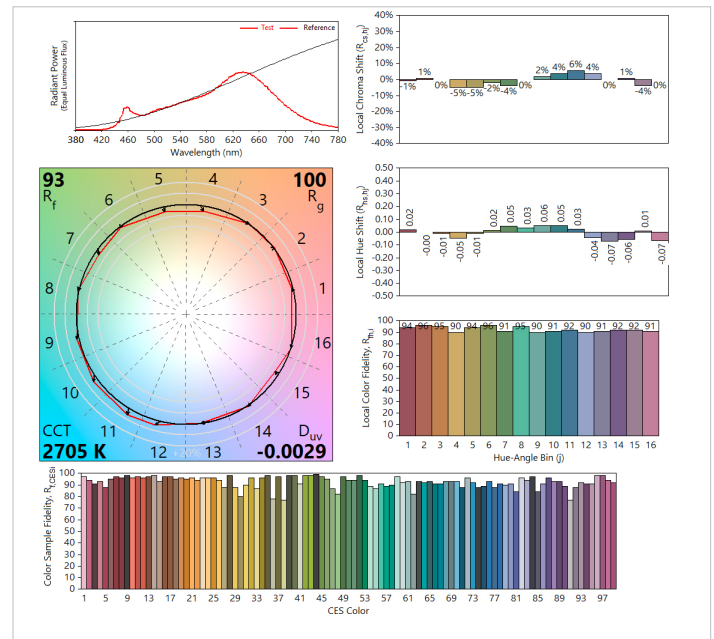 Radiant Power
(Equal Luminous Flux)
Test Reference
380 420 460 500 540 580 620 660 700 740 780
Wavelength (nm)
Local Chroma Shift (Rcs,hj)
40%
30%
20%
10%
0%
-10%
-20%
-30%
-40%
-1% 1% 0% -5% -5% -2% -4% 0% 2% 4% 6% 4% 0% 1% -4% 0%
93
Rf
100
Rg
CCT
2705 K
Duv
-0.0029
5 4
6 3
7 2
8 1
9 16
10 15
11 14
12 +20% 13
Local Hue Shift (Rhs,hj)
0.50
0.40
0.30
0.20
0.10
0.00
-0.10
-0.20
-0.30
-0.40
-0.50
0.02 -0.00 -0.01 -0.05 -0.01 0.02 0.05 0.03 0.06 0.05 0.03 -0.04 -0.07 -0.06 0.01 -0.07
Local Color Fidelity, Rfh,i
100
90
80
70
60
50
40
30
20
10
0
94 96 95 90 94 96 91 95 90 91 92 90 91 92 92 91
1 2 3 4 5 6 7 8 9 10 11 12 13 14 15 16
Hue-Angle Bin (j)
Color Sample Fidelity, Rf,CESi
100
90
80
70
60
50
40
30
20
10
0
1 5 9 13 17 21 25 29 33 37 41 45 49 53 57 61 65 69 73 77 81 85 89 93 97
CES Color